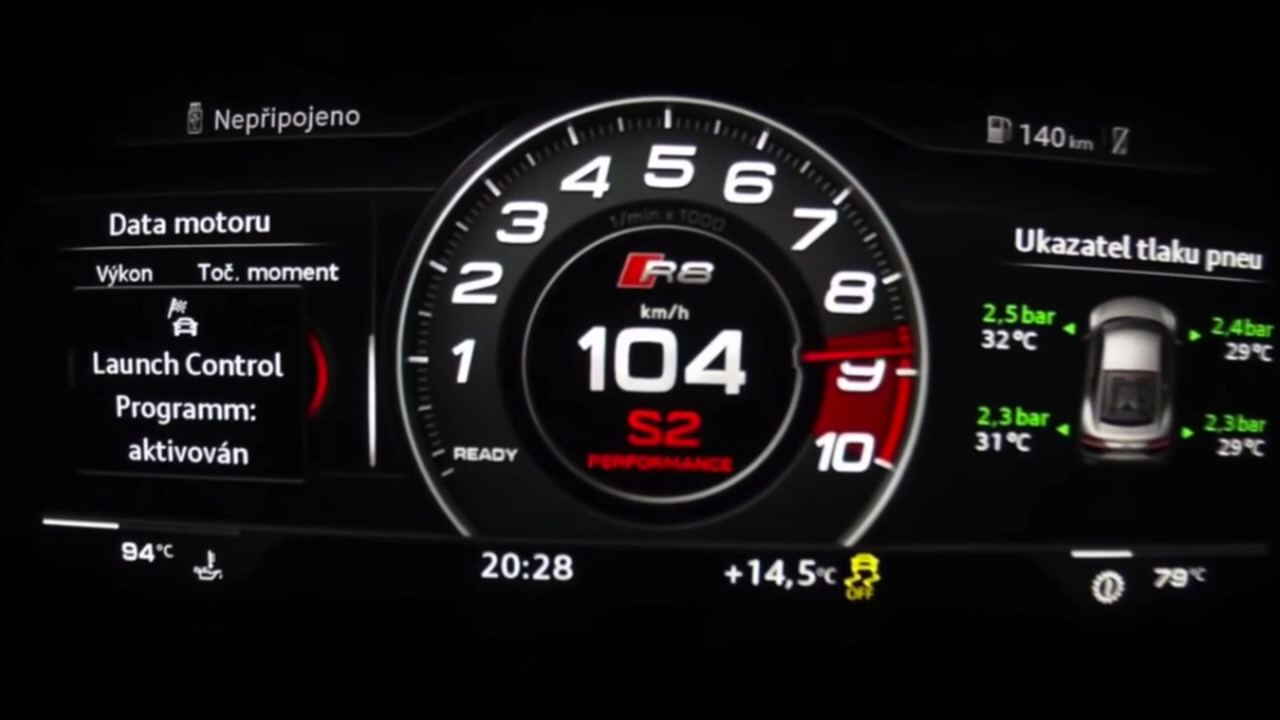 Nepřipojeno
140 km
Data motoru
Výkon Toč. moment
Launch Control
Programm:
aktivován
1
2
3
4
5
6
7
8
9
10
1/min x 1000
R8
km/h
104
S2
PERFORMANCE
READY
Ukazatel tlaku pneu
2,5 bar 2,4 bar
32°C 29°C
2,3 bar 2,3 bar
31°C 29°C
94°C
20:28
+14,5°C
OFF
79°C